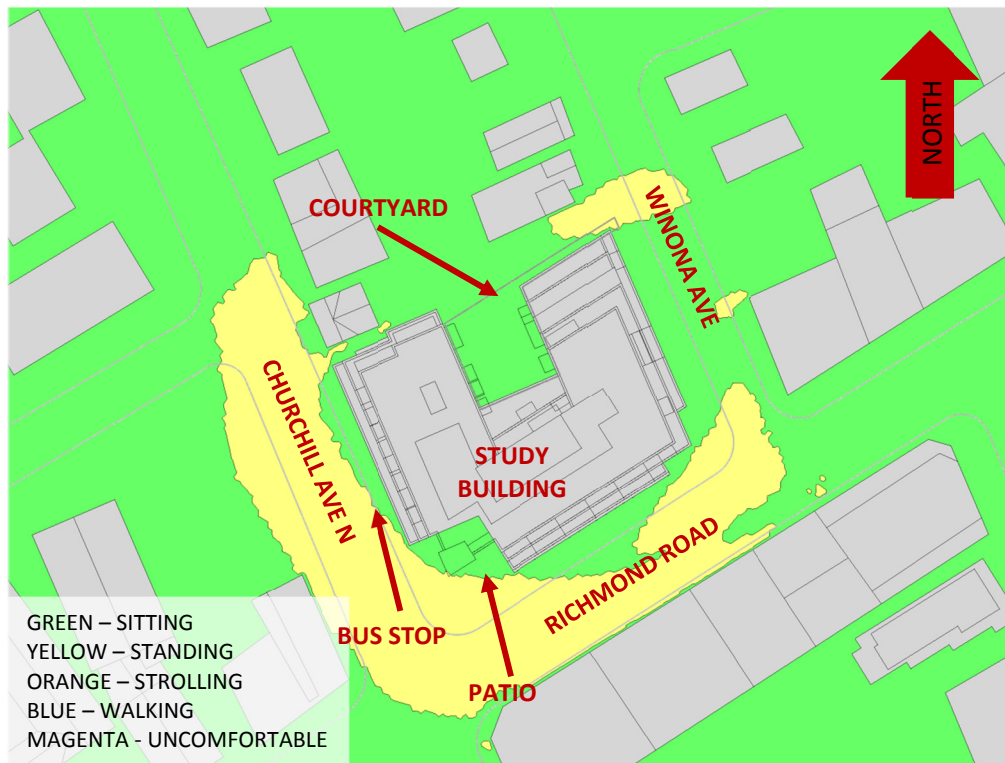 NORTH
COURTYARD
WINONA AVE
CHURCHILL AVE N
STUDY
BUILDING
RICHMOND ROAD
BUS STOP
PATIO
GREEN – SITTING
YELLOW – STANDING
ORANGE – STROLLING
BLUE – WALKING
MAGENTA - UNCOMFORTABLE